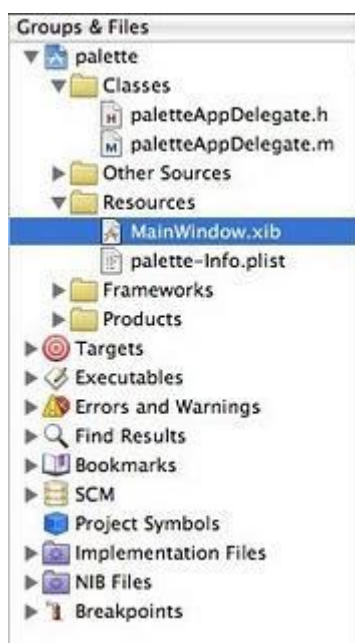 Groups & Files
palette
Classes
paletteAppDelegate.h
paletteAppDelegate.m
Other Sources
Resources
MainWindow.xib
palette-Info.plist
Frameworks
Products
Targets
Executables
Errors and Warnings
Find Results
Bookmarks
SCM
Project Symbols
Implementation Files
NIB Files
Breakpoints